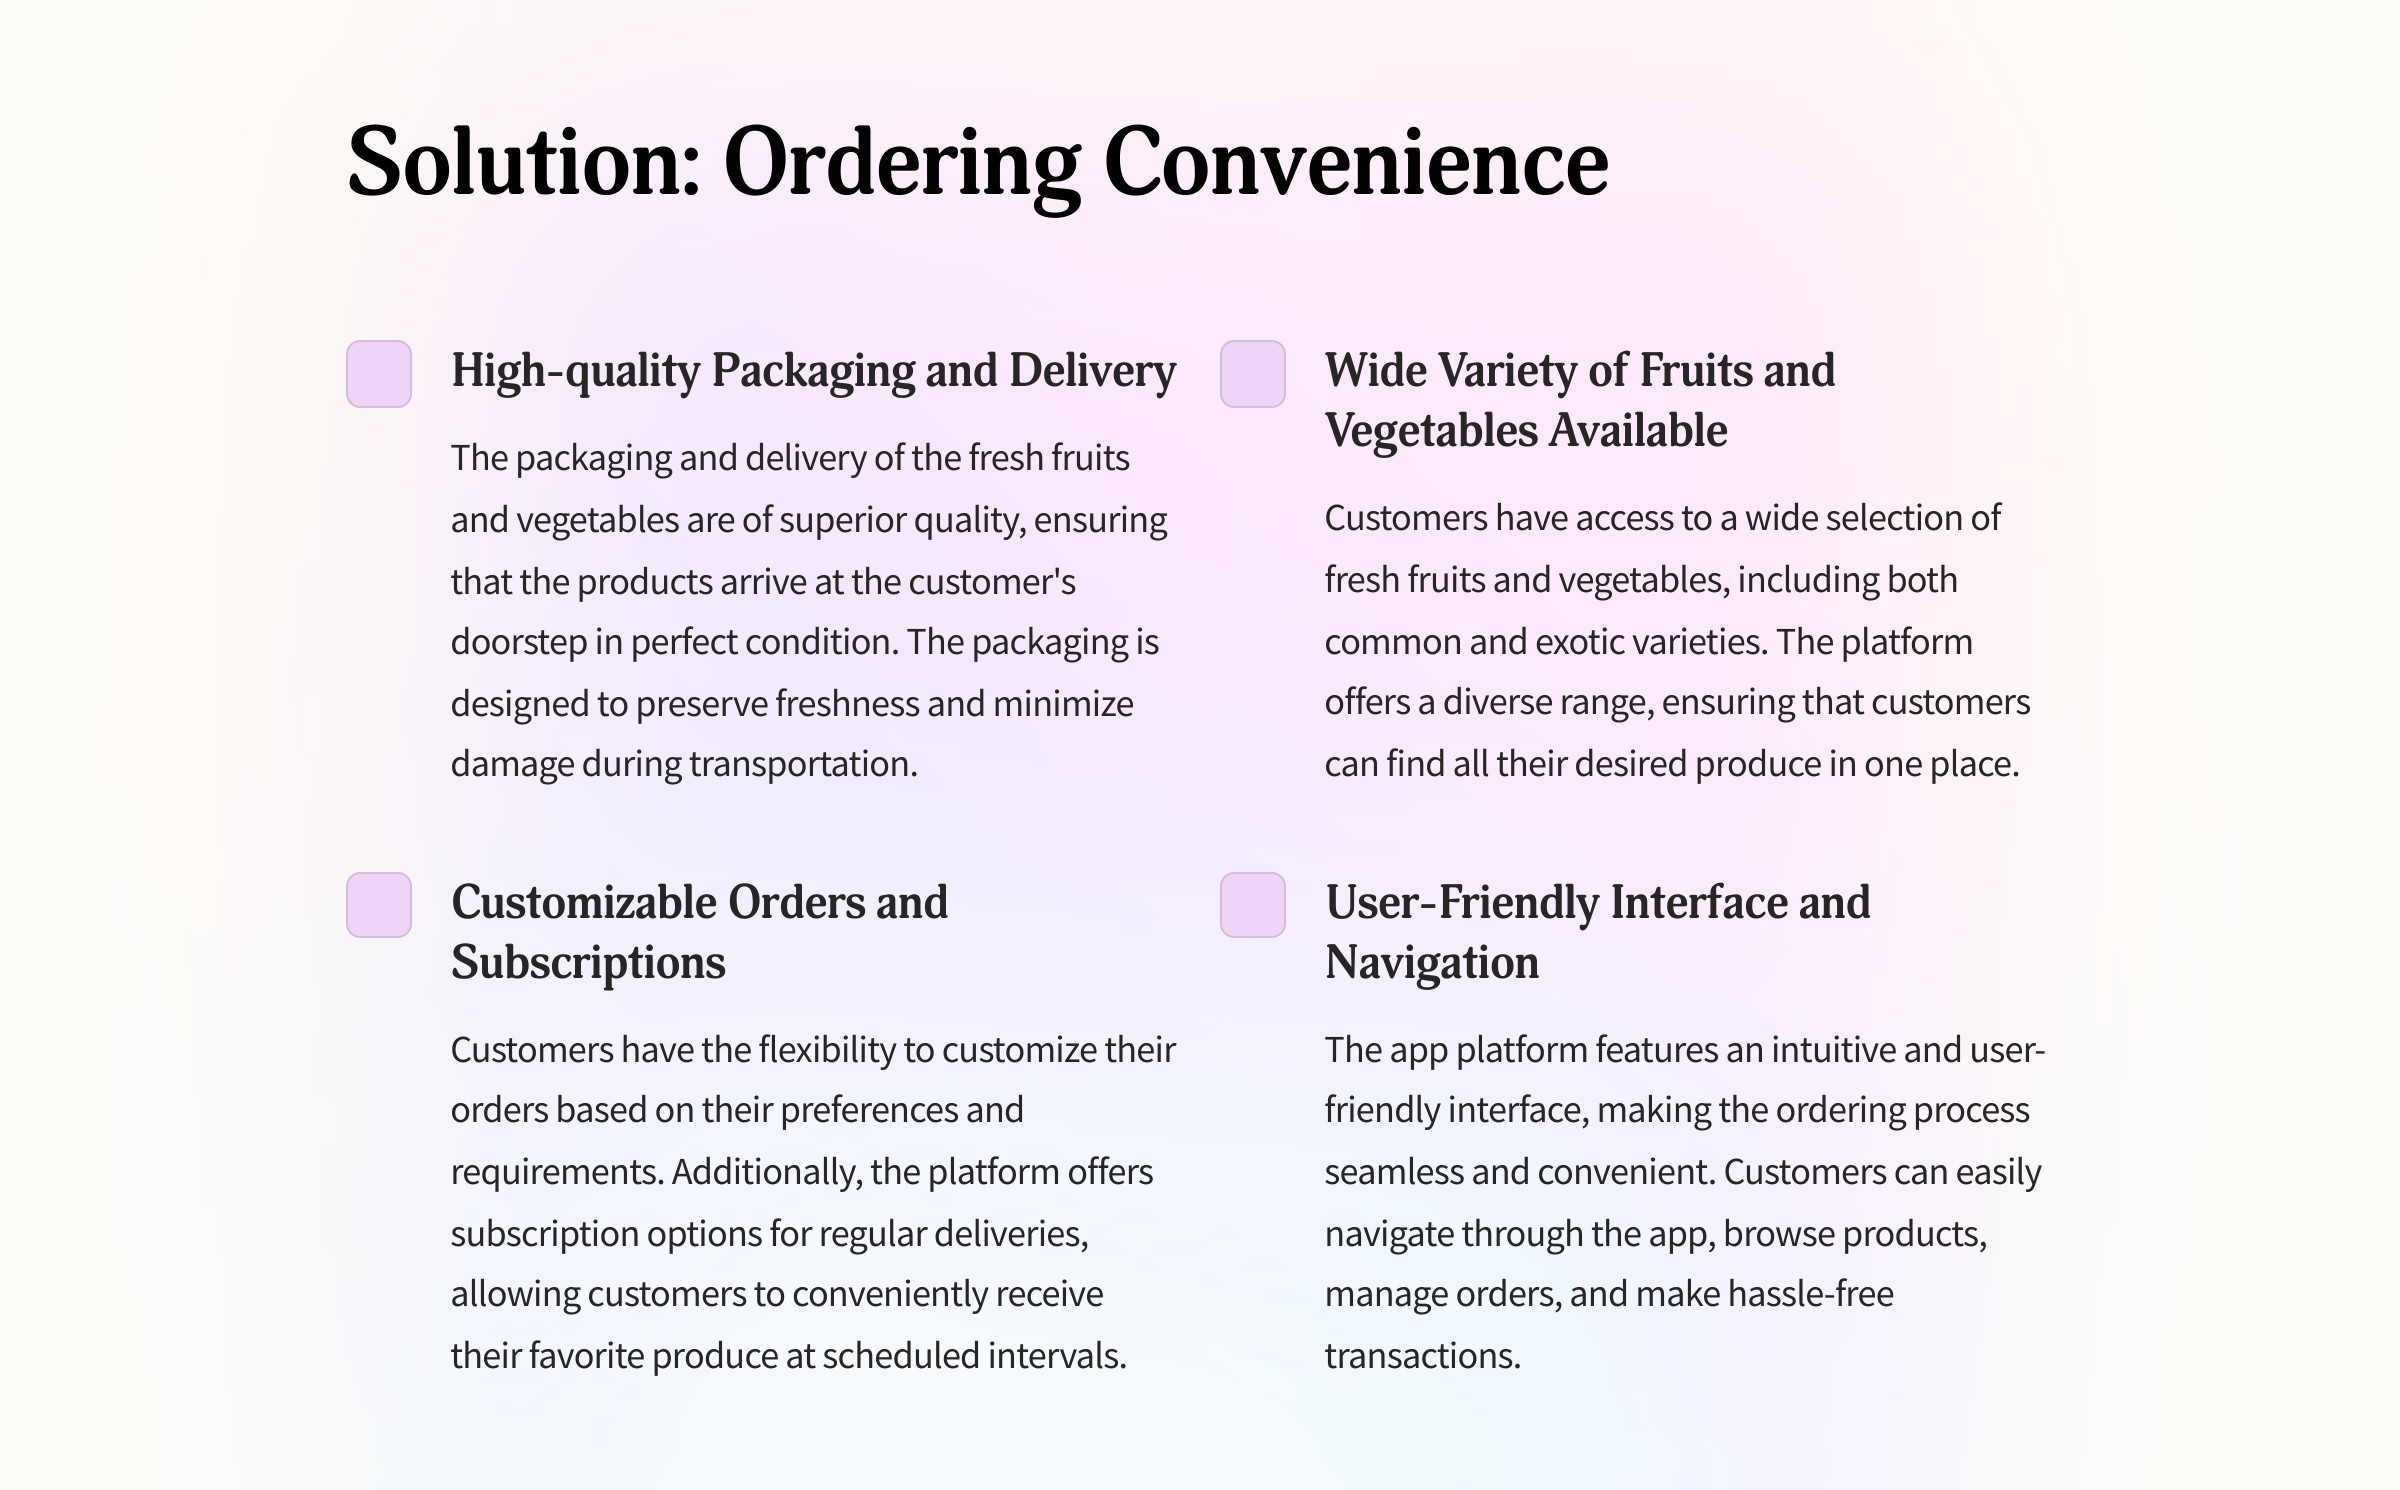 Solution: Ordering Convenience
High-quality Packaging and Delivery
The packaging and delivery of the fresh fruits
and vegetables are of superior quality, ensuring
that the products arrive at the customer's
doorstep in perfect condition. The packaging is
designed to preserve freshness and minimize
damage during transportation.
Wide Variety of Fruits and
Vegetables Available
Customers have access to a wide selection of
fresh fruits and vegetables, including both
common and exotic varieties. The platform
offers a diverse range, ensuring that customers
can find all their desired produce in one place.
Customizable Orders and
Subscriptions
Customers have the flexibility to customize their
orders based on their preferences and
requirements. Additionally, the platform offers
subscription options for regular deliveries,
allowing customers to conveniently receive
their favorite produce at scheduled intervals.
User-Friendly Interface and
Navigation
The app platform features an intuitive and user-
friendly interface, making the ordering process
seamless and convenient. Customers can easily
navigate through the app, browse products,
manage orders, and make hassle-free
transactions.